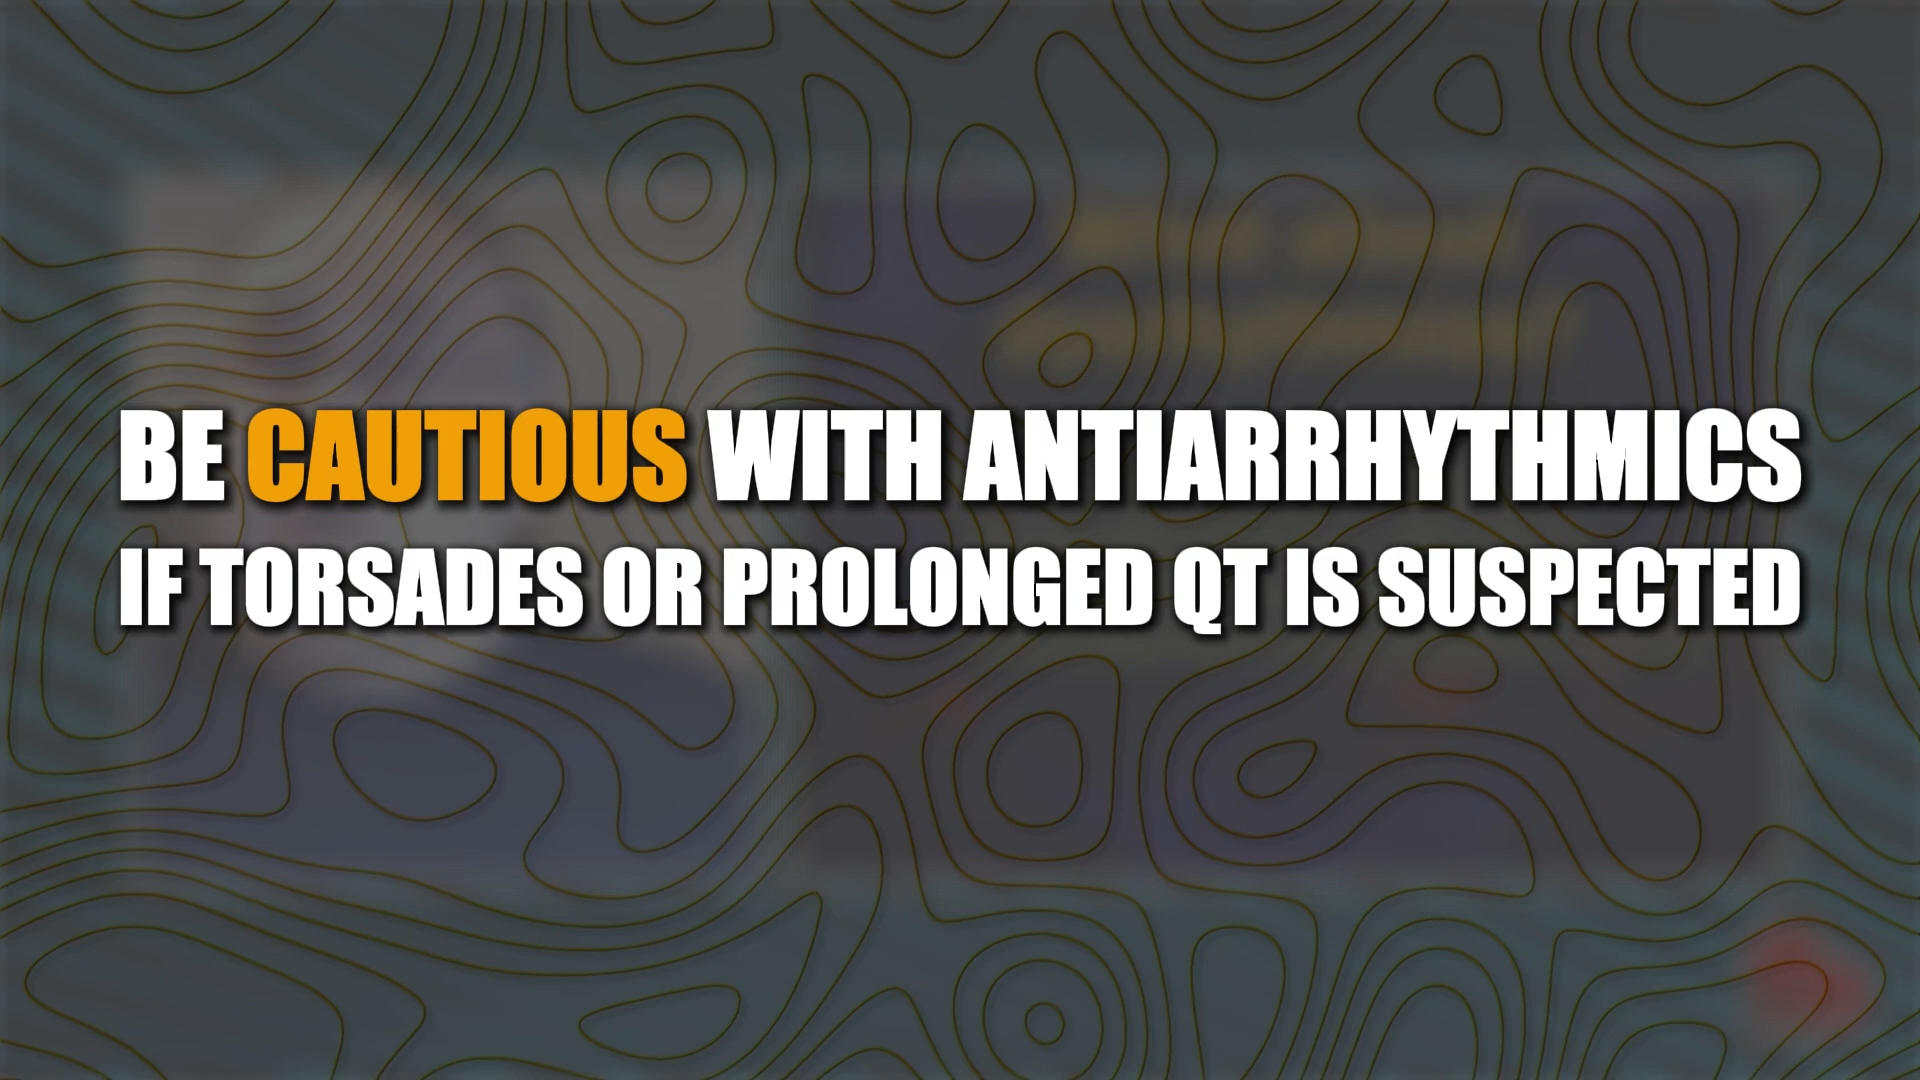 BE CAUTIOUS WITH ANTIARRHYTHMICS
IF TORSADES OR PROLONGED QT IS SUSPECTED